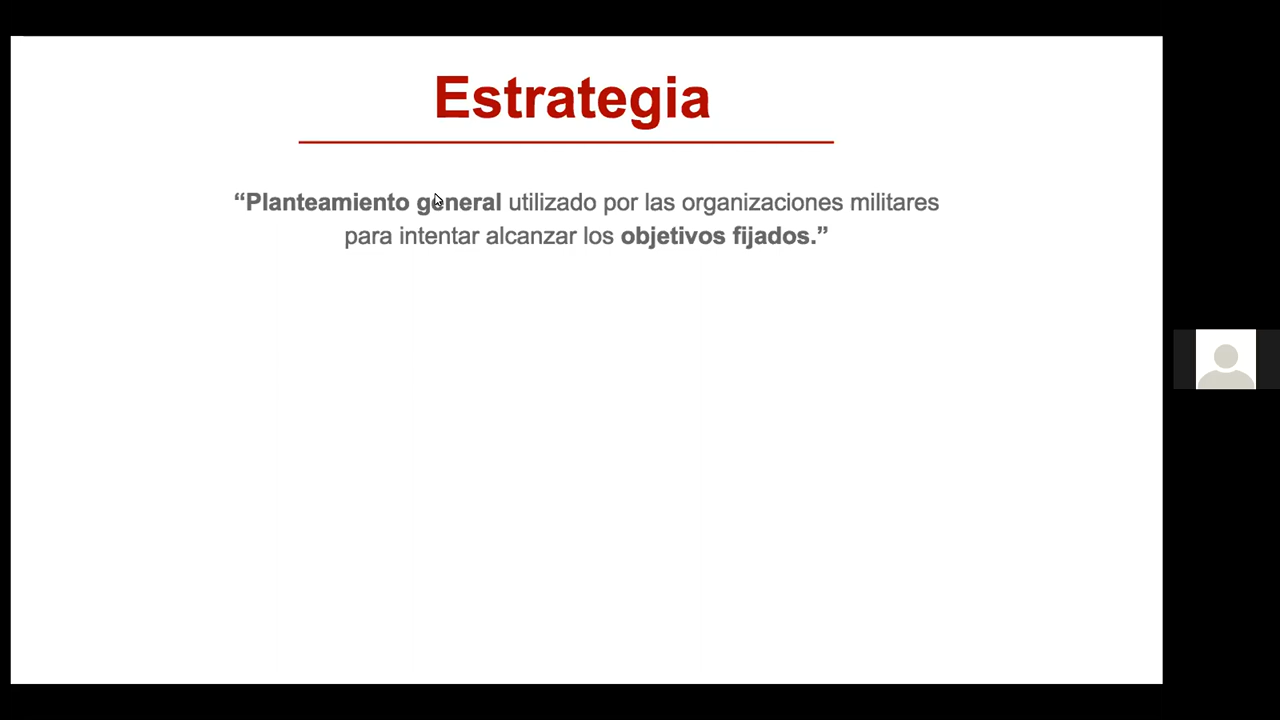 Estrategia
“Planteamiento general utilizado por las organizaciones militares
para intentar alcanzar los objetivos fijados.”